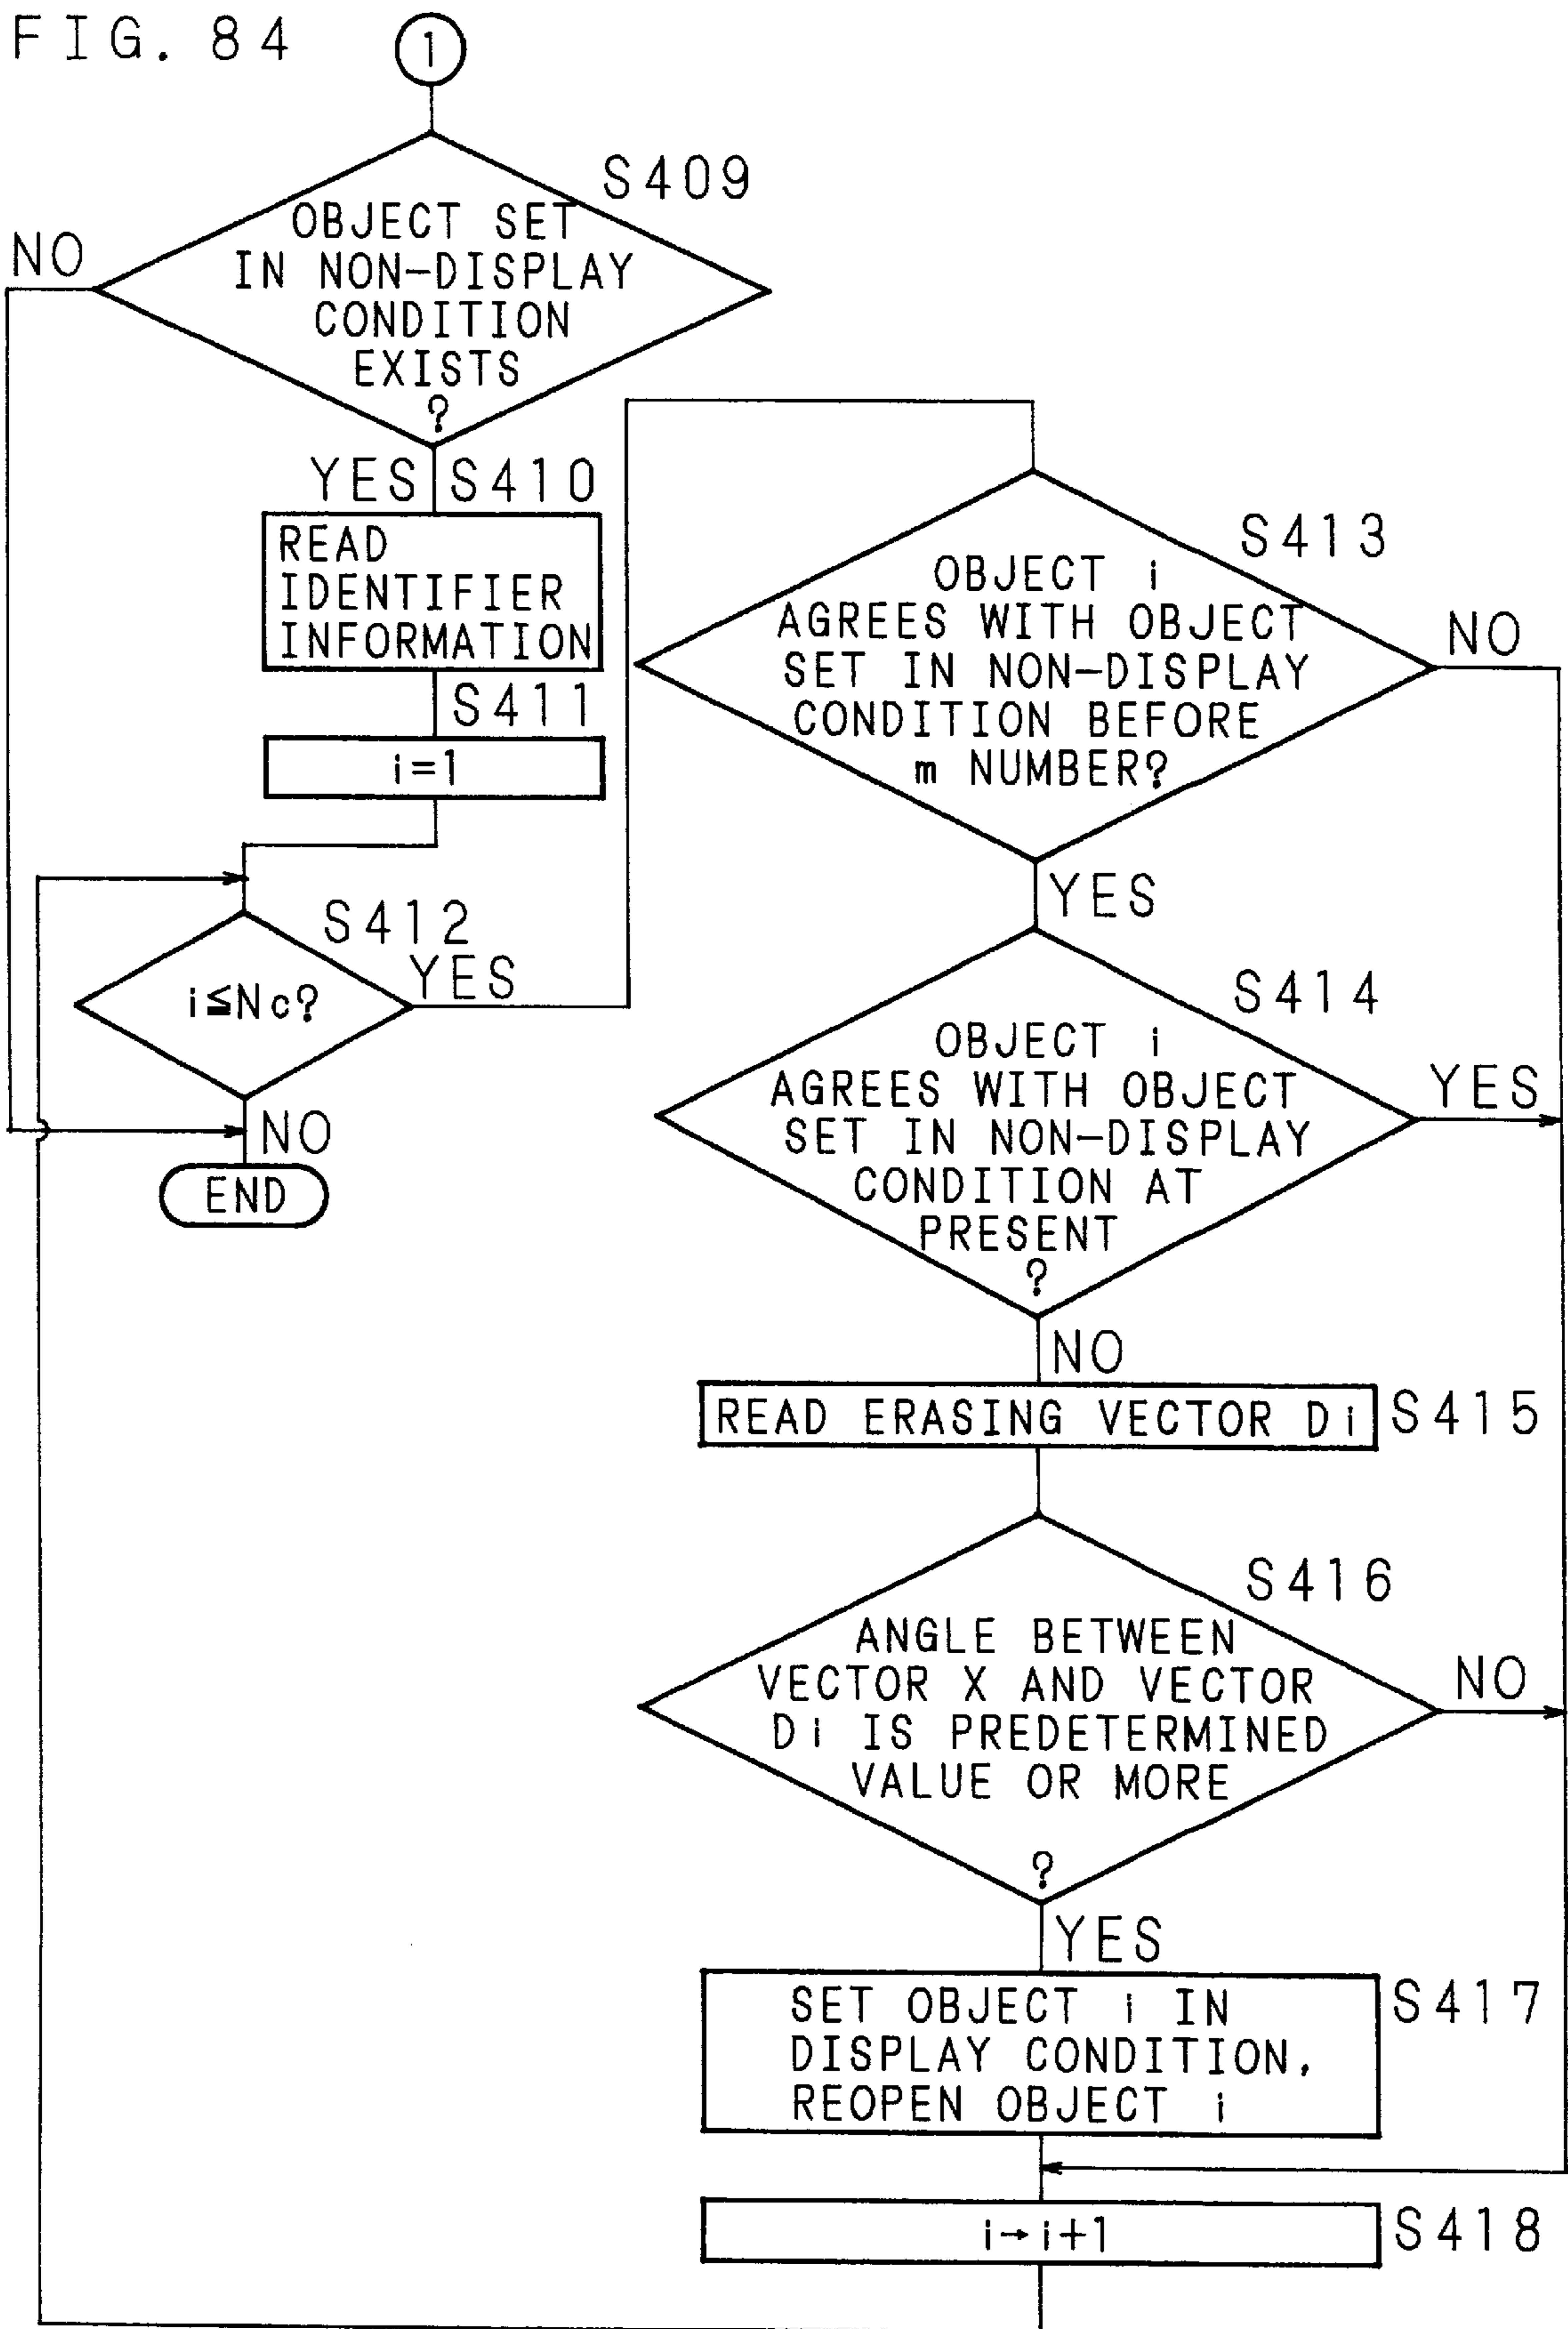 FIG. 84
1
S409
OBJECT SET
IN NON-DISPLAY
CONDITION
EXISTS
?
NO
YES
S410
READ
IDENTIFIER
INFORMATION
S411
i=1
S412
i≦Nc?
YES
NO
END
S413
OBJECT i
AGREES WITH OBJECT
SET IN NON-DISPLAY
CONDITION BEFORE
m NUMBER?
NO
YES
S414
OBJECT i
AGREES WITH OBJECT
SET IN NON-DISPLAY
CONDITION AT
PRESENT
?
YES
NO
READ ERASING VECTOR Di
S415
S416
ANGLE BETWEEN
VECTOR X AND VECTOR
Di IS PREDETERMINED
VALUE OR MORE
?
NO
YES
SET OBJECT i IN
DISPLAY CONDITION,
REOPEN OBJECT i
S417
i→i+1
S418